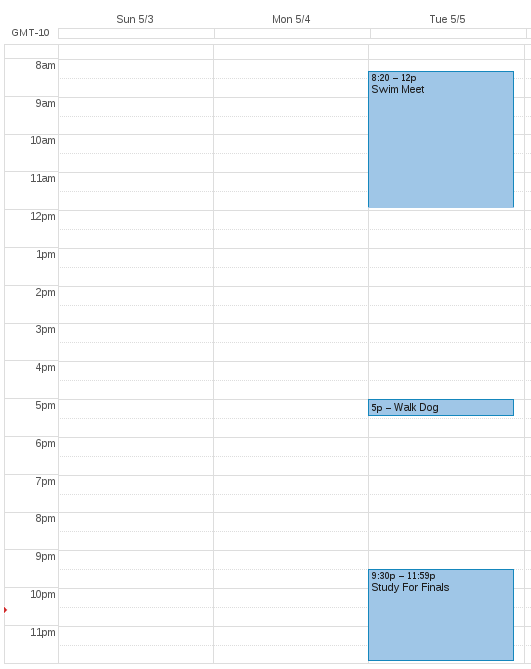 Sun 5/3 Mon 5/4 Tue 5/5
GMT-10
8am
8:20 – 12p
Swim Meet
9am
10am
11am
12pm
1pm
2pm
3pm
4pm
5pm
5p – Walk Dog
6pm
7pm
8pm
9pm
9:30p – 11:59p
Study For Finals
10pm
11pm